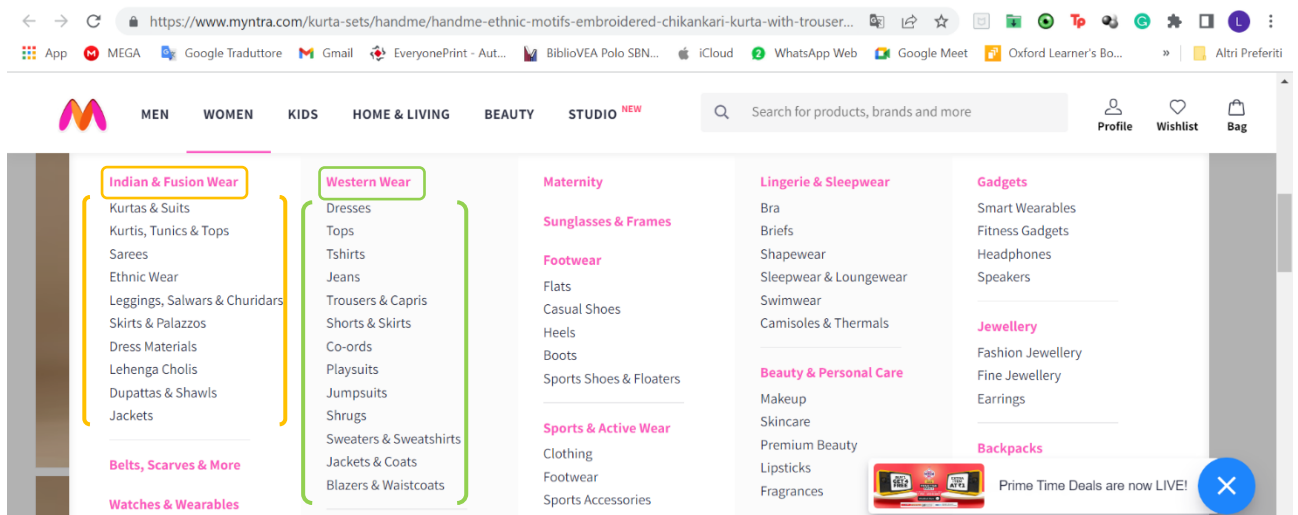 https://www.myntra.com/kurta-sets/handme/handme-ethnic-motifs-embroidered-chikankari-kurta-with-trouser...
App MEGA Google Traduttore Gmail EveryonePrint - Aut... BiblioVEA Polo SBN... iCloud WhatsApp Web Google Meet Oxford Learner's Bo... » Altri Preferiti
MEN WOMEN KIDS HOME & LIVING BEAUTY STUDIO NEW
Search for products, brands and more
Profile Wishlist Bag
Indian & Fusion Wear
Kurtas & Suits
Kurtis, Tunics & Tops
Sarees
Ethnic Wear
Leggings, Salwars & Churidars
Skirts & Palazzos
Dress Materials
Lehenga Cholis
Dupattas & Shawls
Jackets
Belts, Scarves & More
Watches & Wearables
Western Wear
Dresses
Tops
Tshirts
Jeans
Trousers & Capris
Shorts & Skirts
Co-ords
Playsuits
Jumpsuits
Shrugs
Sweaters & Sweatshirts
Jackets & Coats
Blazers & Waistcoats
Maternity
Sunglasses & Frames
Footwear
Flats
Casual Shoes
Heels
Boots
Sports Shoes & Floaters
Sports & Active Wear
Clothing
Footwear
Sports Accessories
Lingerie & Sleepwear
Bra
Briefs
Shapewear
Sleepwear & Loungewear
Swimwear
Camisoles & Thermals
Beauty & Personal Care
Makeup
Skincare
Premium Beauty
Lipsticks
Fragrances
Gadgets
Smart Wearables
Fitness Gadgets
Headphones
Speakers
Jewellery
Fashion Jewellery
Fine Jewellery
Earrings
Backpacks
Prime Time Deals are now LIVE!